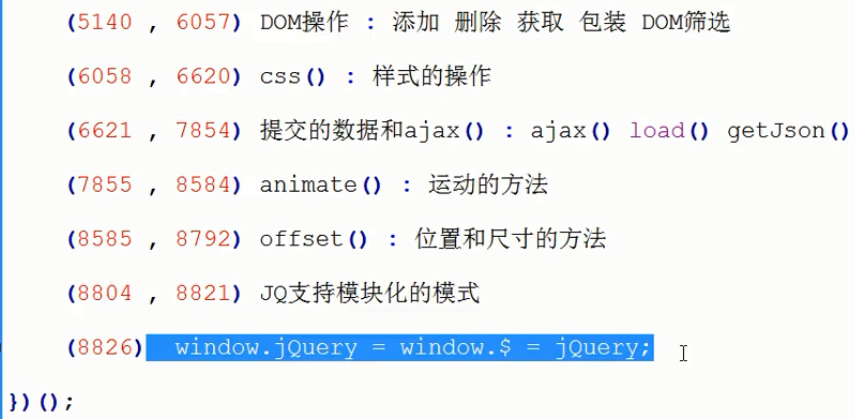 (5140 , 6057) DOM操作 : 添加 删除 获取 包装 DOM筛选
(6058 , 6620) css() : 样式的操作
(6621 , 7854) 提交的数据和ajax() : ajax() load() getJson()
(7855 , 8584) animate() : 运动的方法
(8585 , 8792) offset() : 位置和尺寸的方法
(8804 , 8821) JQ支持模块化的模式
(8826) window.jQuery = window.$ = jQuery;
})();